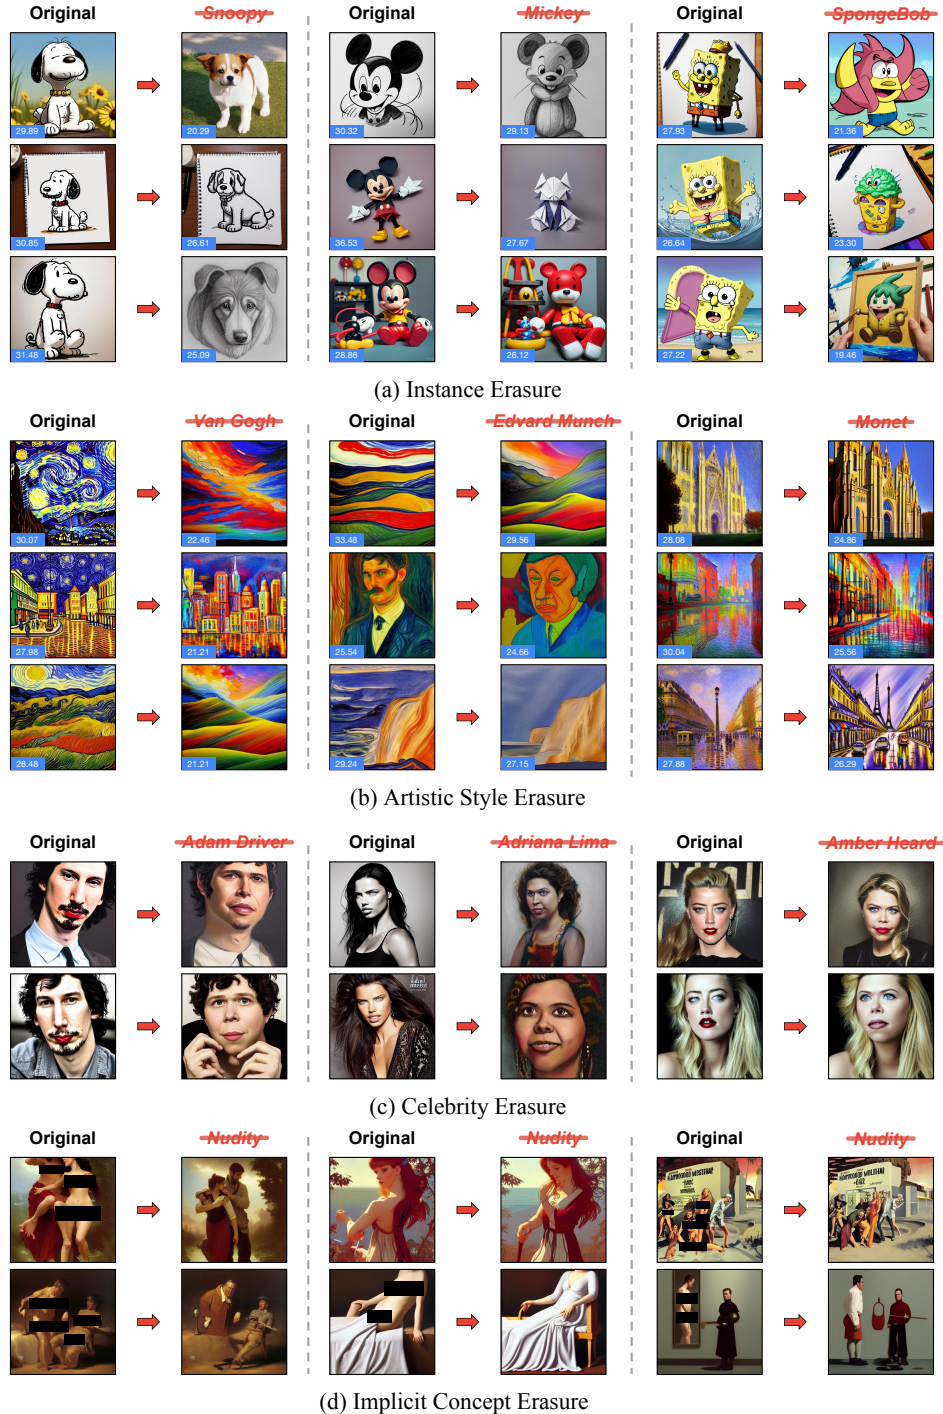 Original Snoopy Original Mickey Original SpongeBob
29.89 20.29 30.32 29.13 27.93 21.36
30.85 26.61 36.53 27.67 26.64 23.30
31.48 25.09 28.86 26.12 27.22 19.46
(a) Instance Erasure
Original Van Gogh Original Edvard Munch Original Monet
30.07 22.46 33.48 29.56 28.08 24.86
27.98 21.21 25.54 24.66 30.04 25.56
28.48 21.21 29.24 27.15 27.88 26.29
(b) Artistic Style Erasure
Original Adam Driver Original Adriana Lima Original Amber Heard
(c) Celebrity Erasure
Original Nudity Original Nudity Original Nudity
(d) Implicit Concept Erasure